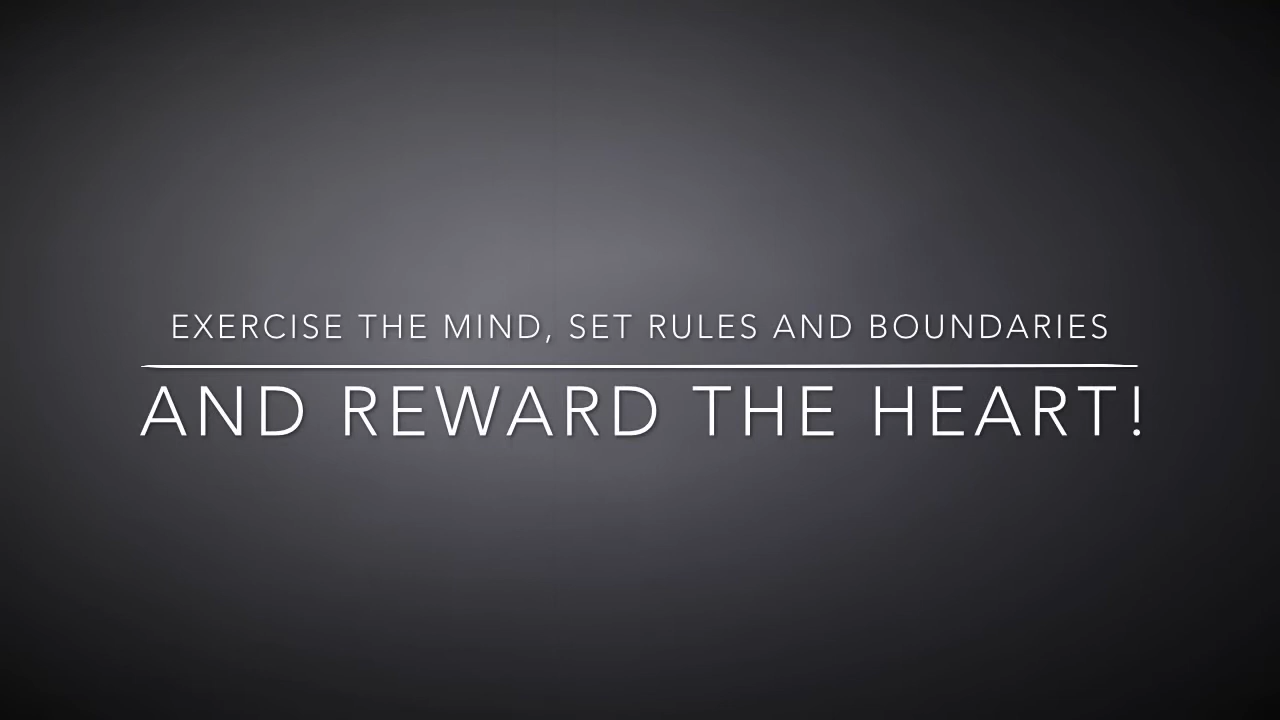 EXERCISE THE MIND, SET RULES AND BOUNDARIES
AND REWARD THE HEART!